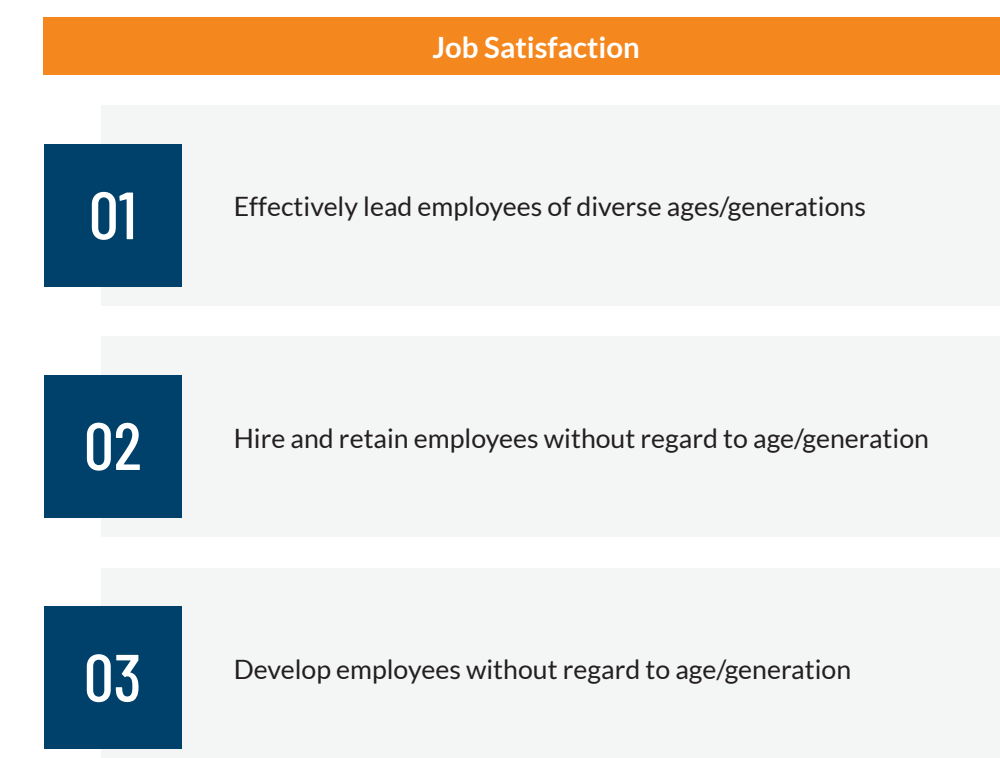 Job Satisfaction
01
Effectively lead employees of diverse ages/generations
02
Hire and retain employees without regard to age/generation
03
Develop employees without regard to age/generation